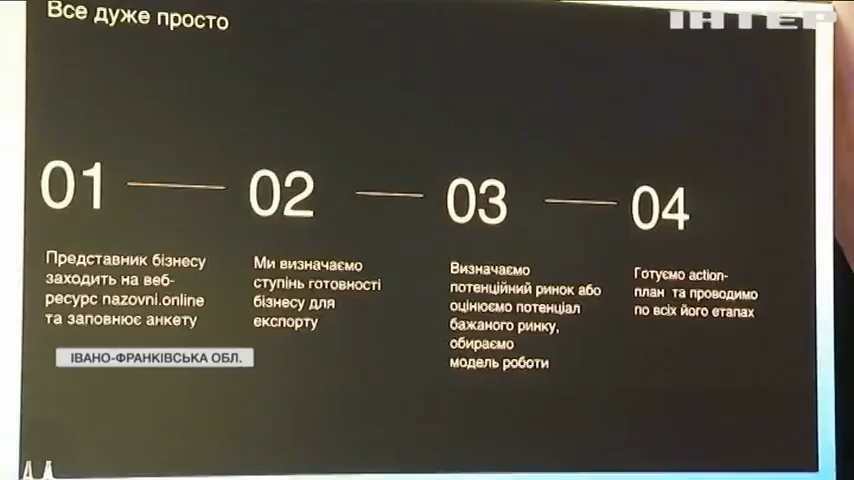 Все дуже просто
ІНТЕР
01
02
03
04
Представник бізнесу
заходить на веб-
ресурс nazovni.online
та заповнює анкету
Ми визначаємо
ступінь готовності
бізнесу для
експорту
Визначаємо
потенційний ринок або
оцінюємо потенціал
бажаного ринку,
обираємо
модель роботи
Готуємо action-
план та проводимо
по всіх його етапах
ІВАНО-ФРАНКІВСЬКА ОБЛ.